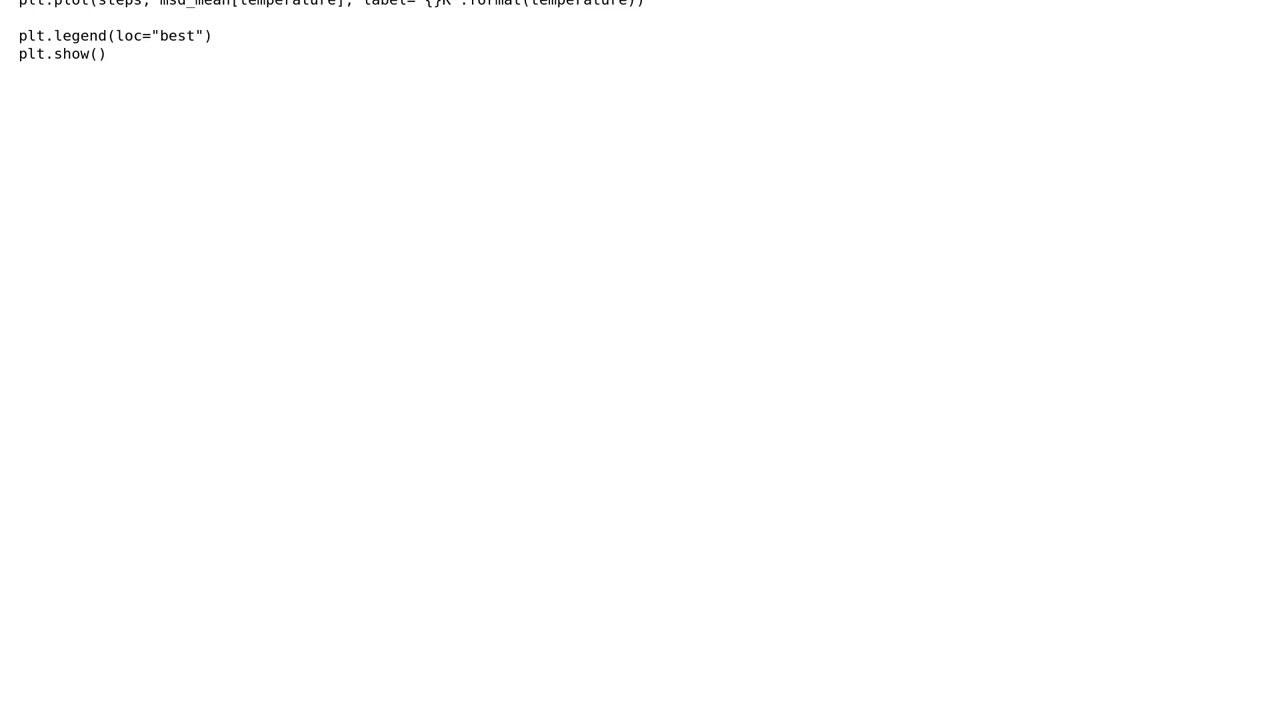 plt.plot(steps, msd_mean[temperature], label="{}K".format(temperature))
plt.legend(loc="best")
plt.show()